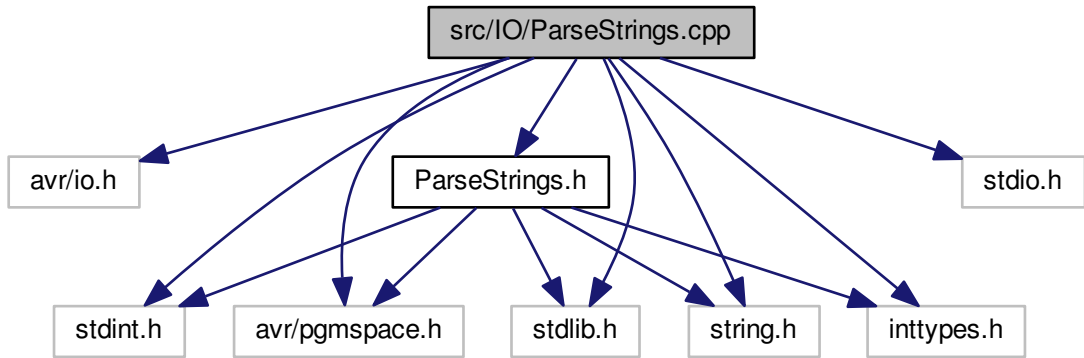 src/IO/ParseStrings.cpp
avr/io.h
ParseStrings.h
stdio.h
stdint.h
avr/pgmspace.h
stdlib.h
string.h
inttypes.h